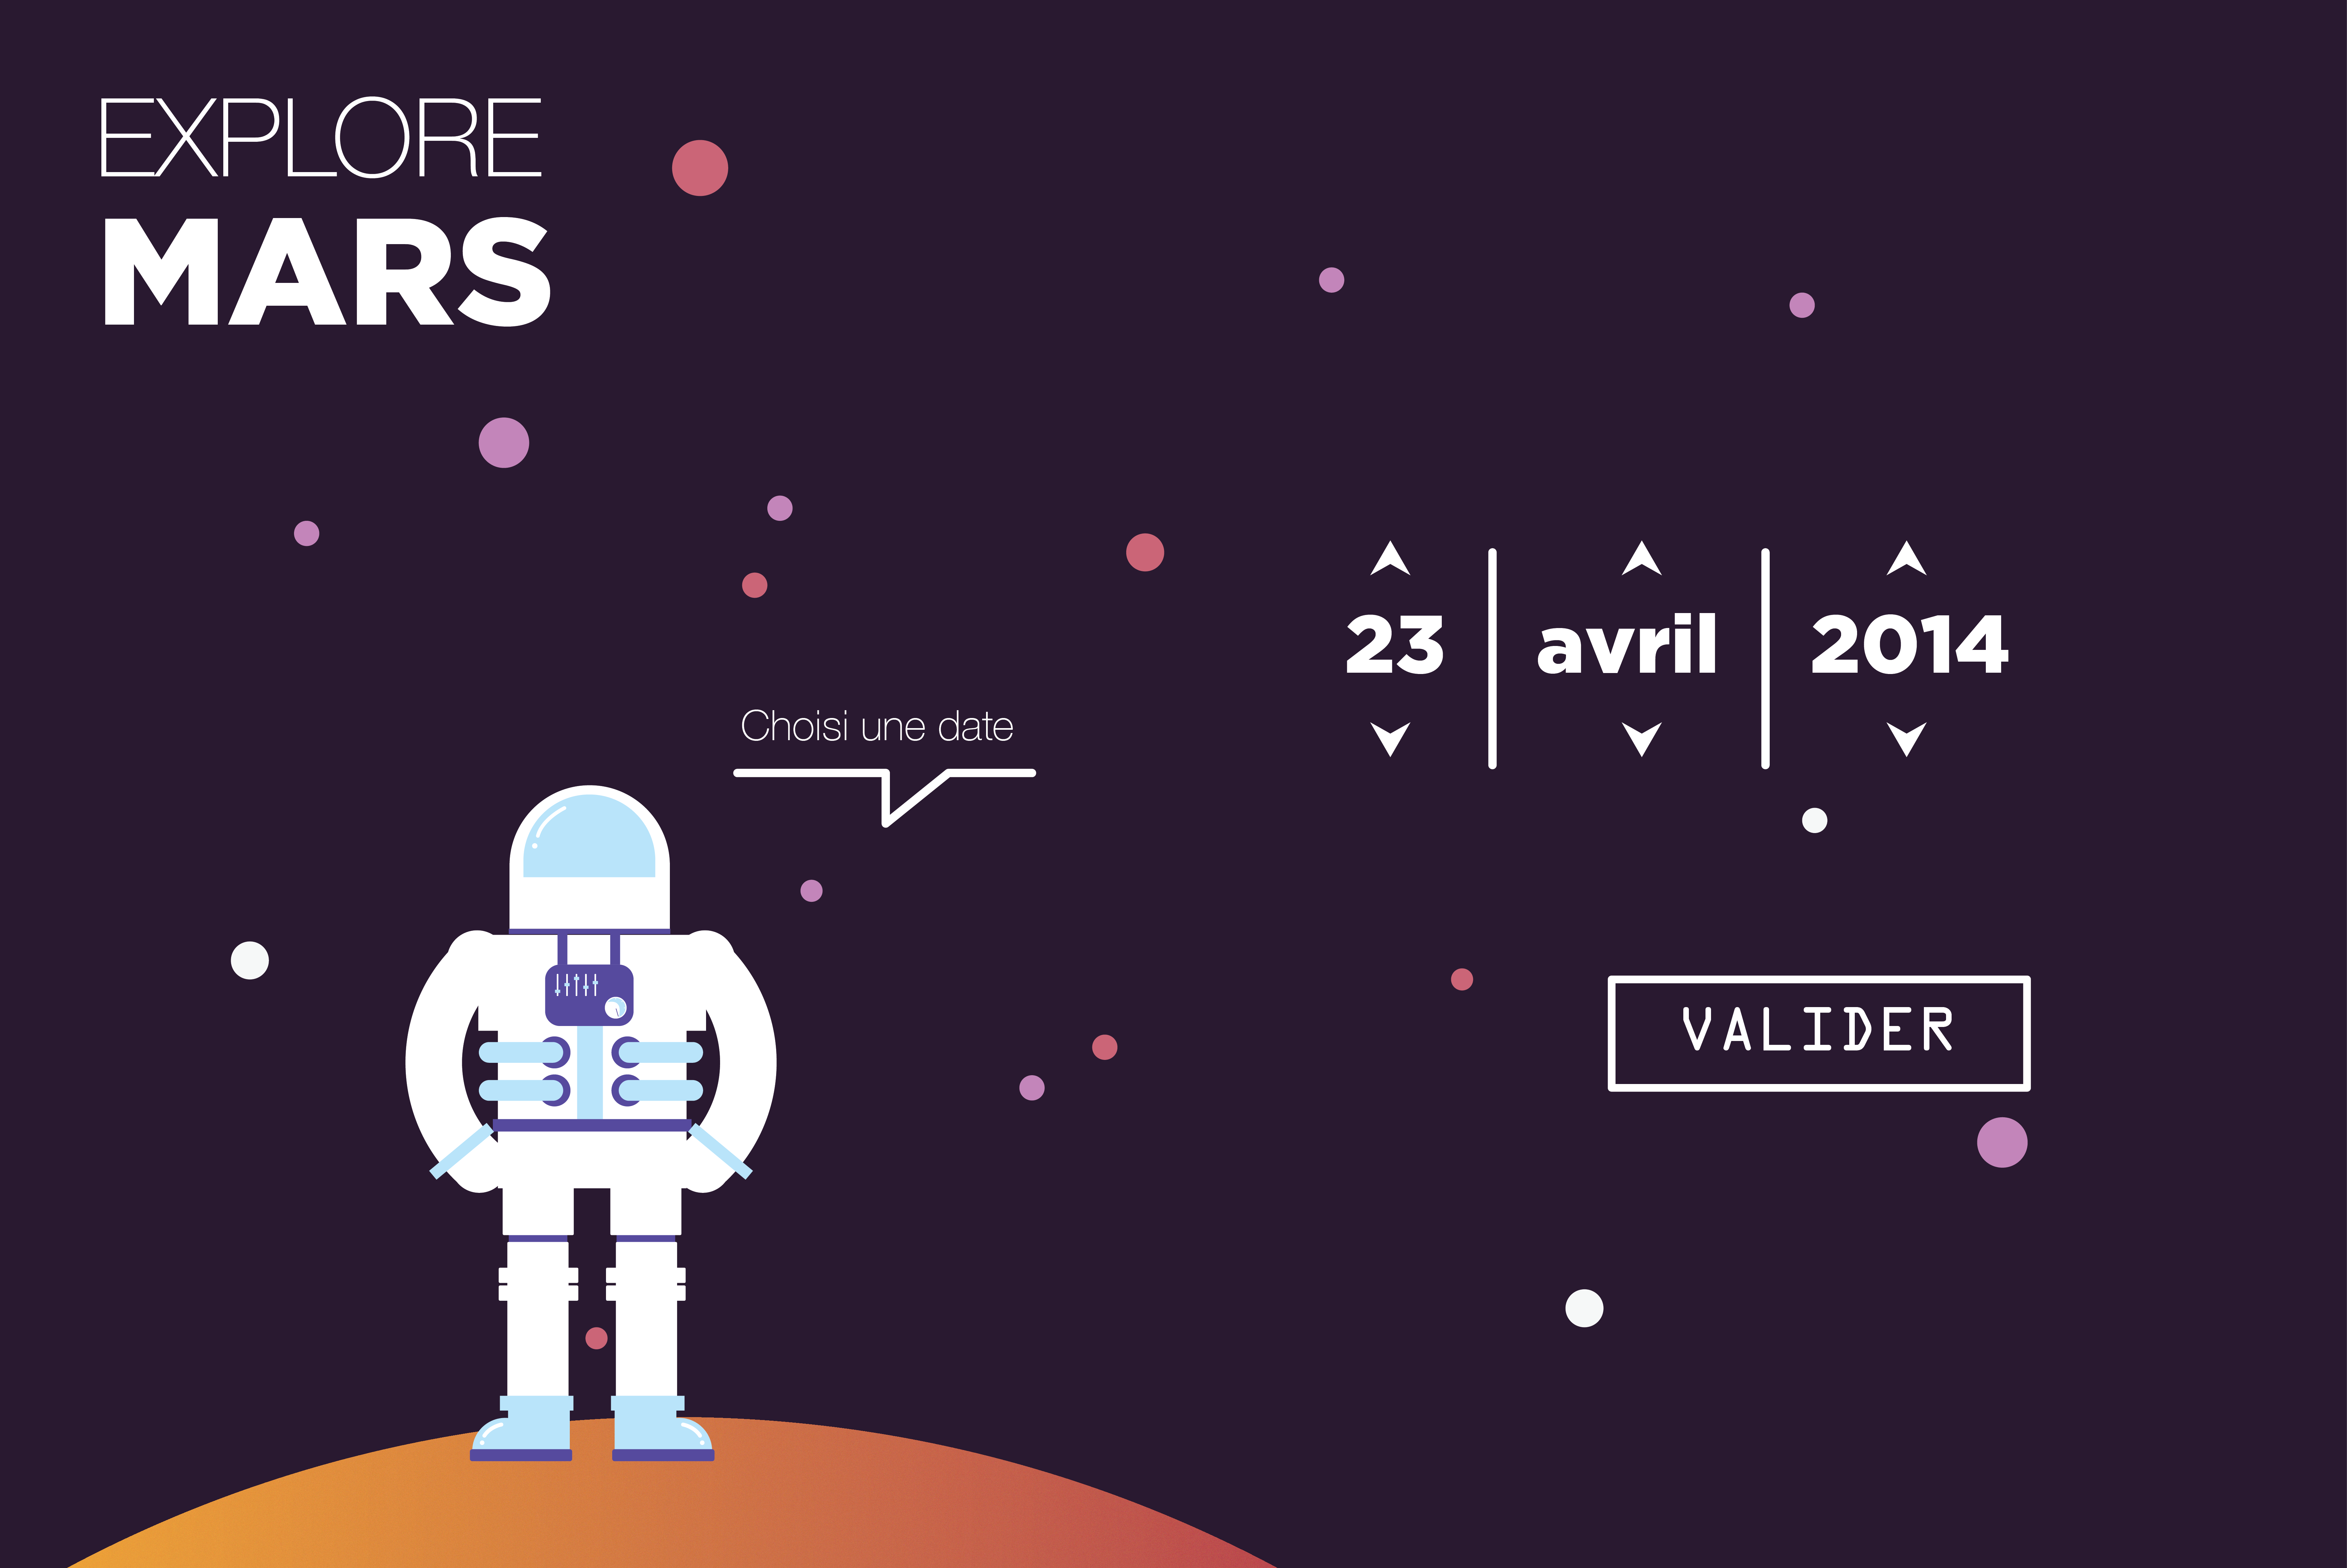 EXPLORE
MARS
23 avril 2014
Choisi une date
VALIDER